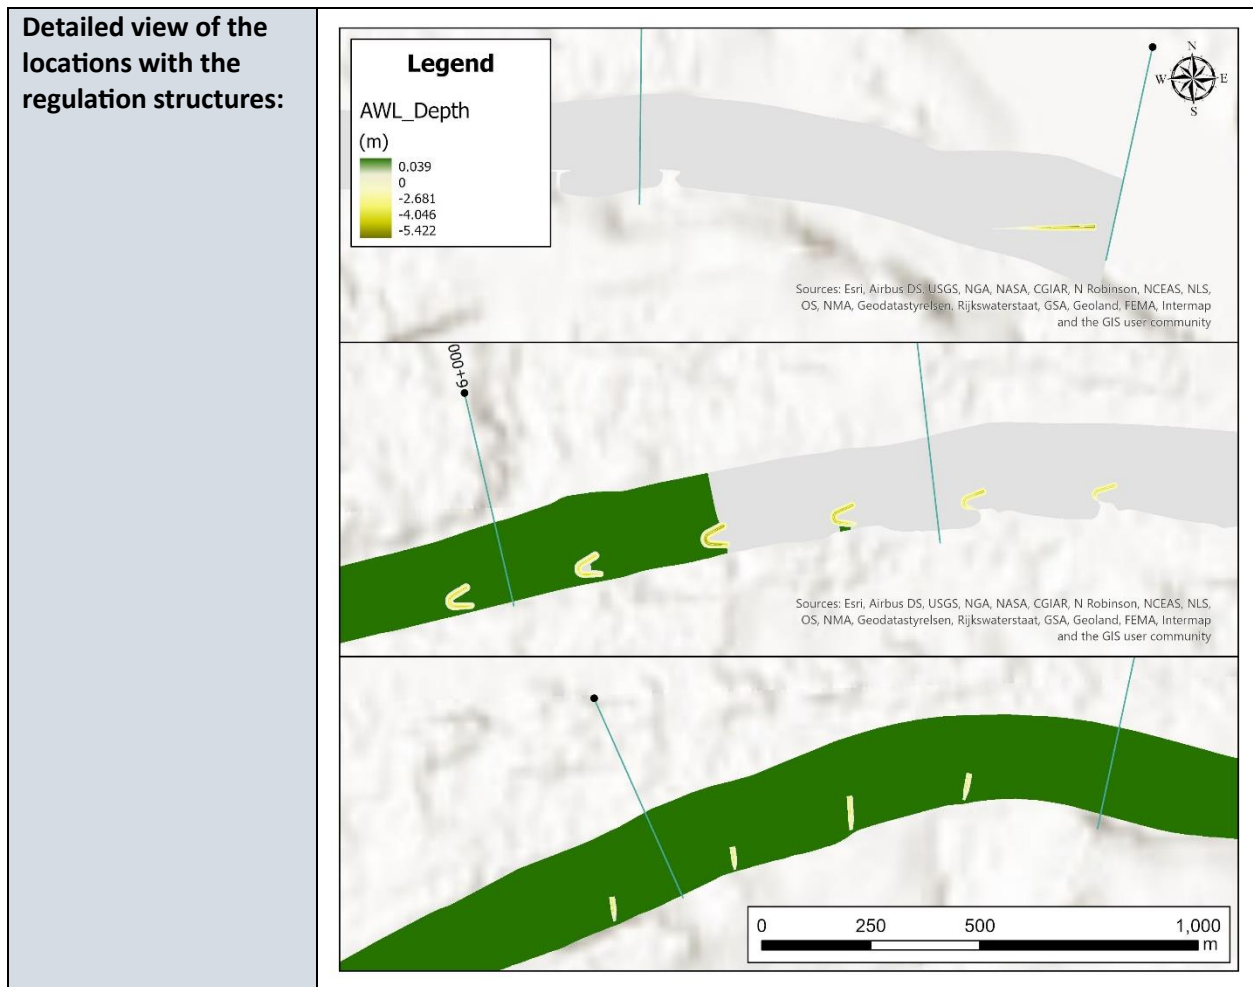 Detailed view of the
locations with the
regulation structures:
Legend
AWL_Depth
(m)
0.039
0
-2.681
-4.046
-5.422
N
W
E
S
Sources: Esri, Airbus DS, USGS, NGA, NASA, CGIAR, N Robinson, NCEAS, NLS,
OS, NMA, Geodatastyrelsen, Rijkswaterstaat, GSA, Geoland, FEMA, Intermap
and the GIS user community
6+000
Sources: Esri, Airbus DS, USGS, NGA, NASA, CGIAR, N Robinson, NCEAS, NLS,
OS, NMA, Geodatastyrelsen, Rijkswaterstaat, GSA, Geoland, FEMA, Intermap
and the GIS user community
0 250 500 1,000
m